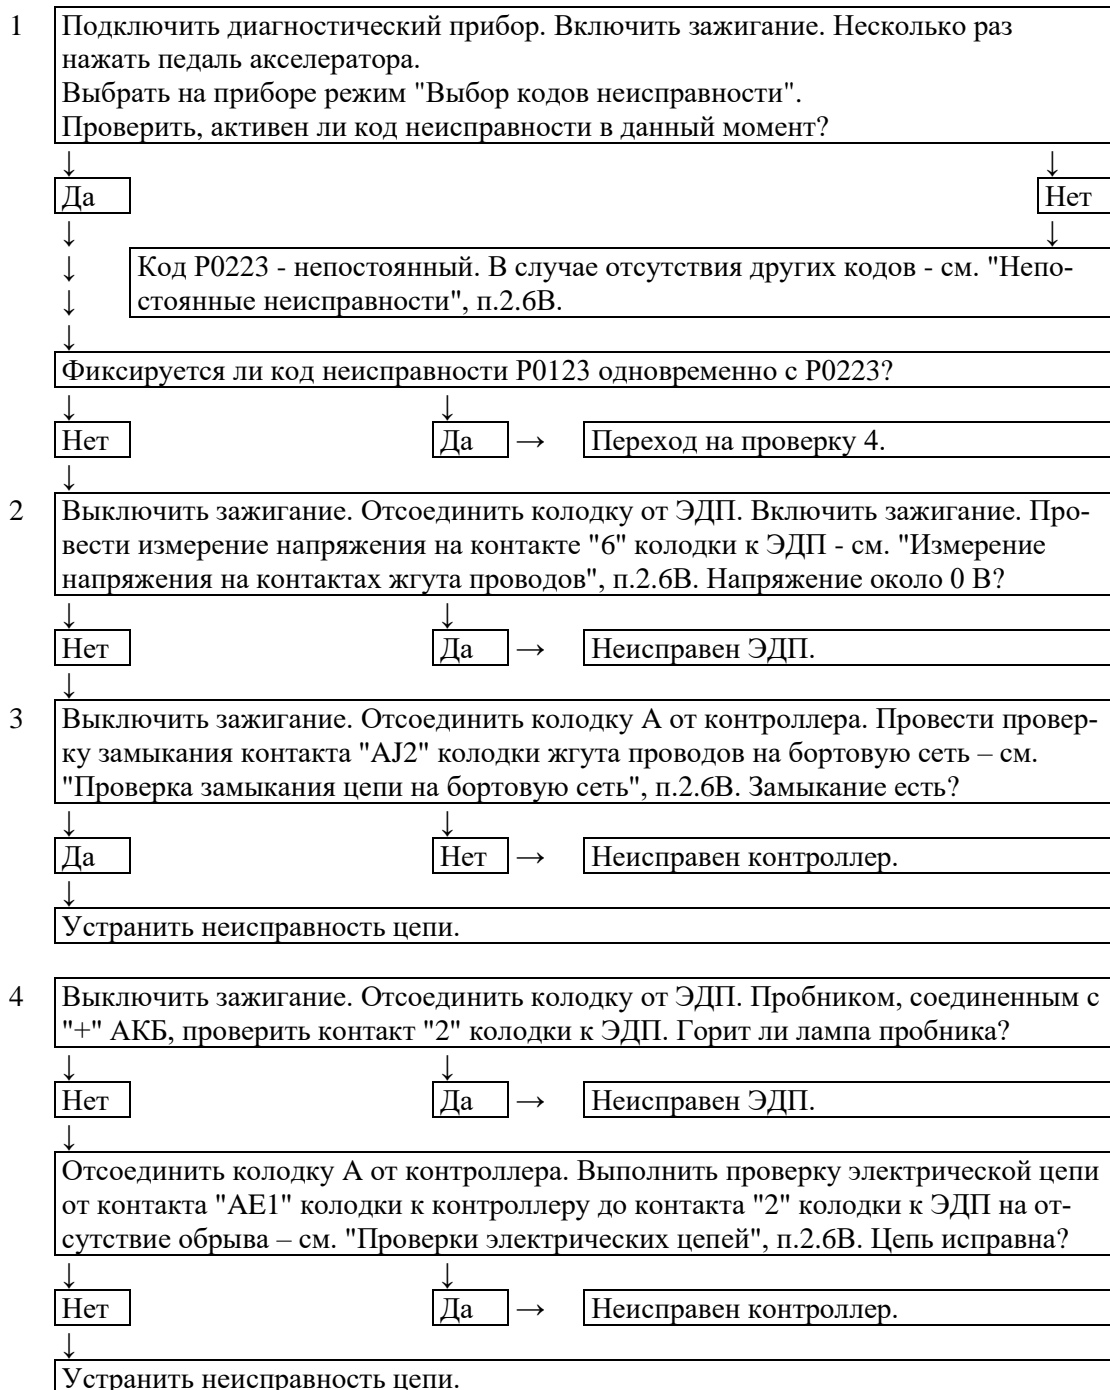 1 Подключить диагностический прибор. Включить зажигание. Несколько раз
нажать педаль акселератора.
Выбрать на приборе режим "Выбор кодов неисправности".
Проверить, активен ли код неисправности в данный момент?
↓ ↓
Да Нет
↓ ↓
↓ Код P0223 - непостоянный. В случае отсутствия других кодов - см. "Непо-
↓ стоянные неисправности", п.2.6В.
↓
Фиксируется ли код неисправности P0123 одновременно с P0223?
↓ ↓
Нет Да → Переход на проверку 4.
↓
2 Выключить зажигание. Отсоединить колодку от ЭДП. Включить зажигание. Про-
вести измерение напряжения на контакте "6" колодки к ЭДП - см. "Измерение
напряжения на контактах жгута проводов", п.2.6В. Напряжение около 0 В?
↓ ↓
Нет Да → Неисправен ЭДП.
↓
3 Выключить зажигание. Отсоединить колодку А от контроллера. Провести провер-
ку замыкания контакта "AJ2" колодки жгута проводов на бортовую сеть – см.
"Проверка замыкания цепи на бортовую сеть", п.2.6В. Замыкание есть?
↓ ↓
Да Нет → Неисправен контроллер.
↓
Устранить неисправность цепи.
4 Выключить зажигание. Отсоединить колодку от ЭДП. Пробником, соединенным с
"+" АКБ, проверить контакт "2" колодки к ЭДП. Горит ли лампа пробника?
↓ ↓
Нет Да → Неисправен ЭДП.
↓
Отсоединить колодку А от контроллера. Выполнить проверку электрической цепи
от контакта "AE1" колодки к контроллеру до контакта "2" колодки к ЭДП на от-
сутствие обрыва – см. "Проверки электрических цепей", п.2.6В. Цепь исправна?
↓ ↓
Нет Да → Неисправен контроллер.
↓
Устранить неисправность цепи.